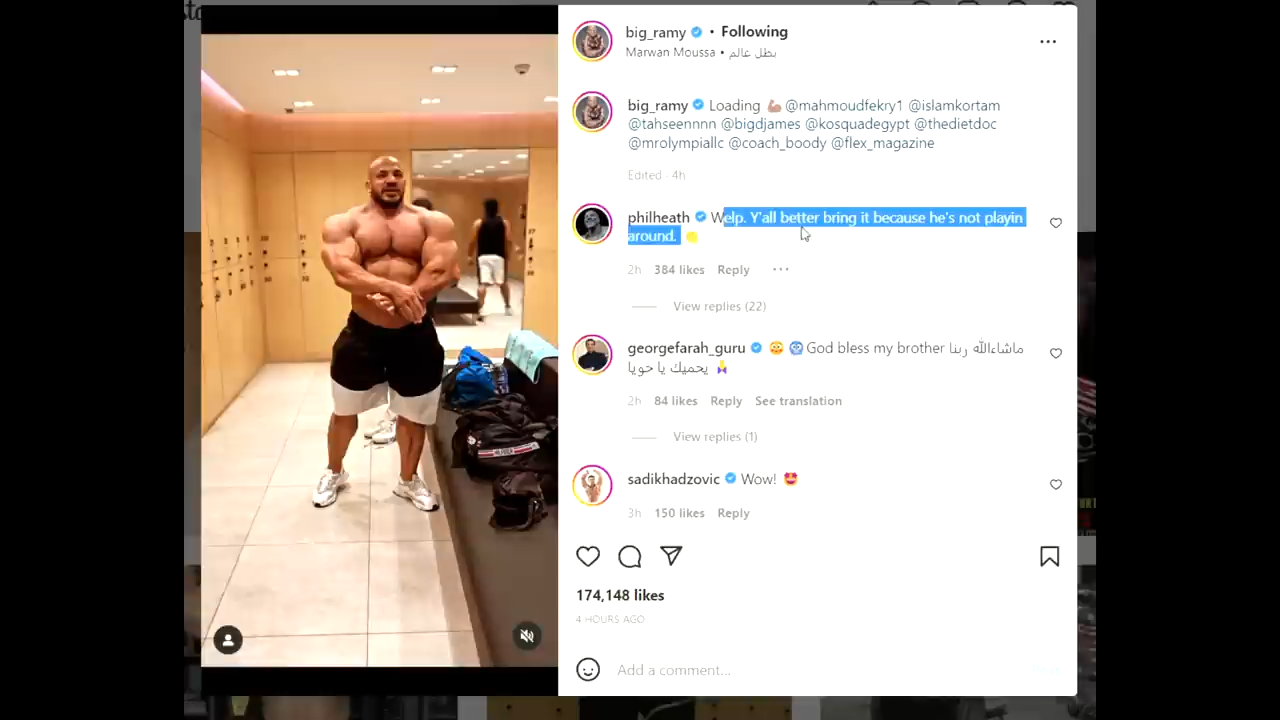 big_ramy • Following
Marwan Moussa • بطل عالم
big_ramy Loading @mahmoudfekry1 @islamkortam
@tahseennnn @bigdjames @kosquadegypt @thedietdoc
@mrolympiallc @coach_boody @flex_magazine
Edited · 4h
philheath Welp. Y'all better bring it because he's not playin
around.
2h 384 likes Reply
View replies (22)
georgefarah_guru God bless my brother ماشاءالله ربنا
يحميك يا حويا
2h 84 likes Reply See translation
View replies (1)
sadikhadzovic Wow!
3h 150 likes Reply
174,148 likes
4 HOURS AGO
Add a comment...